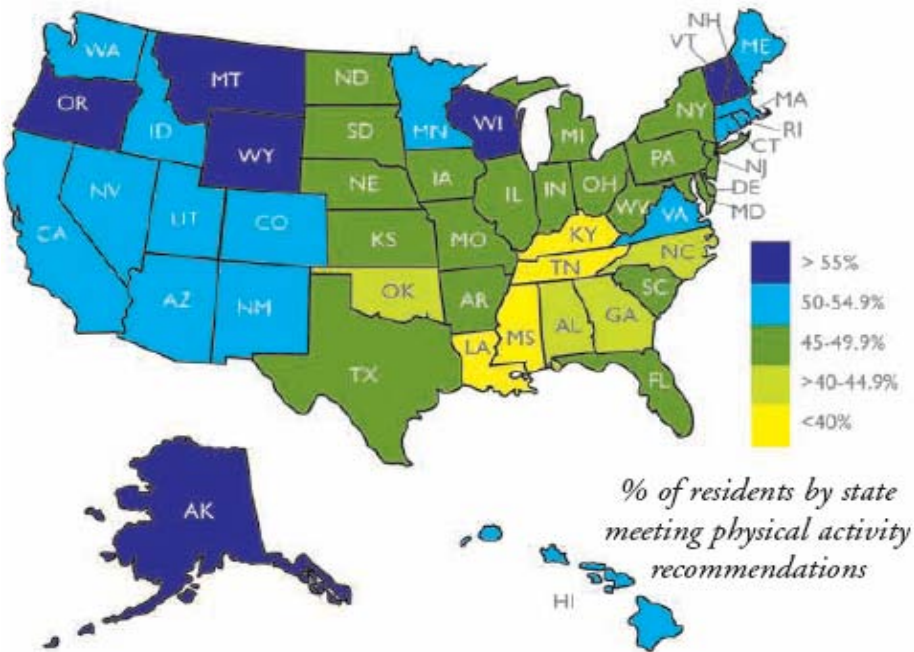 NH
WA
VT
ME
MT
ND
OR
MN
ID
WI
NY
MA
SD
MI
RI
WY
CT
PA
IA
NJ
NE
NV
IL
IN
OH
DE
UT
CO
WV
VA
MD
CA
KS
MO
KY
NC
TN
> 55%
OK
AZ
NM
AR
SC
50-54.9%
MS
AL
GA
LA
45-49.9%
TX
FL
>40-44.9%
<40%
% of residents by state
meeting physical activity
recommendations
AK
HI